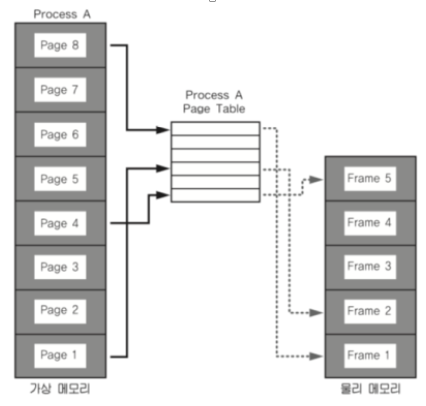 Process A
Page 8
Page 7
Page 6
Page 5
Page 4
Page 3
Page 2
Page 1
가상 메모리
Process A
Page Table
Frame 5
Frame 4
Frame 3
Frame 2
Frame 1
물리 메모리